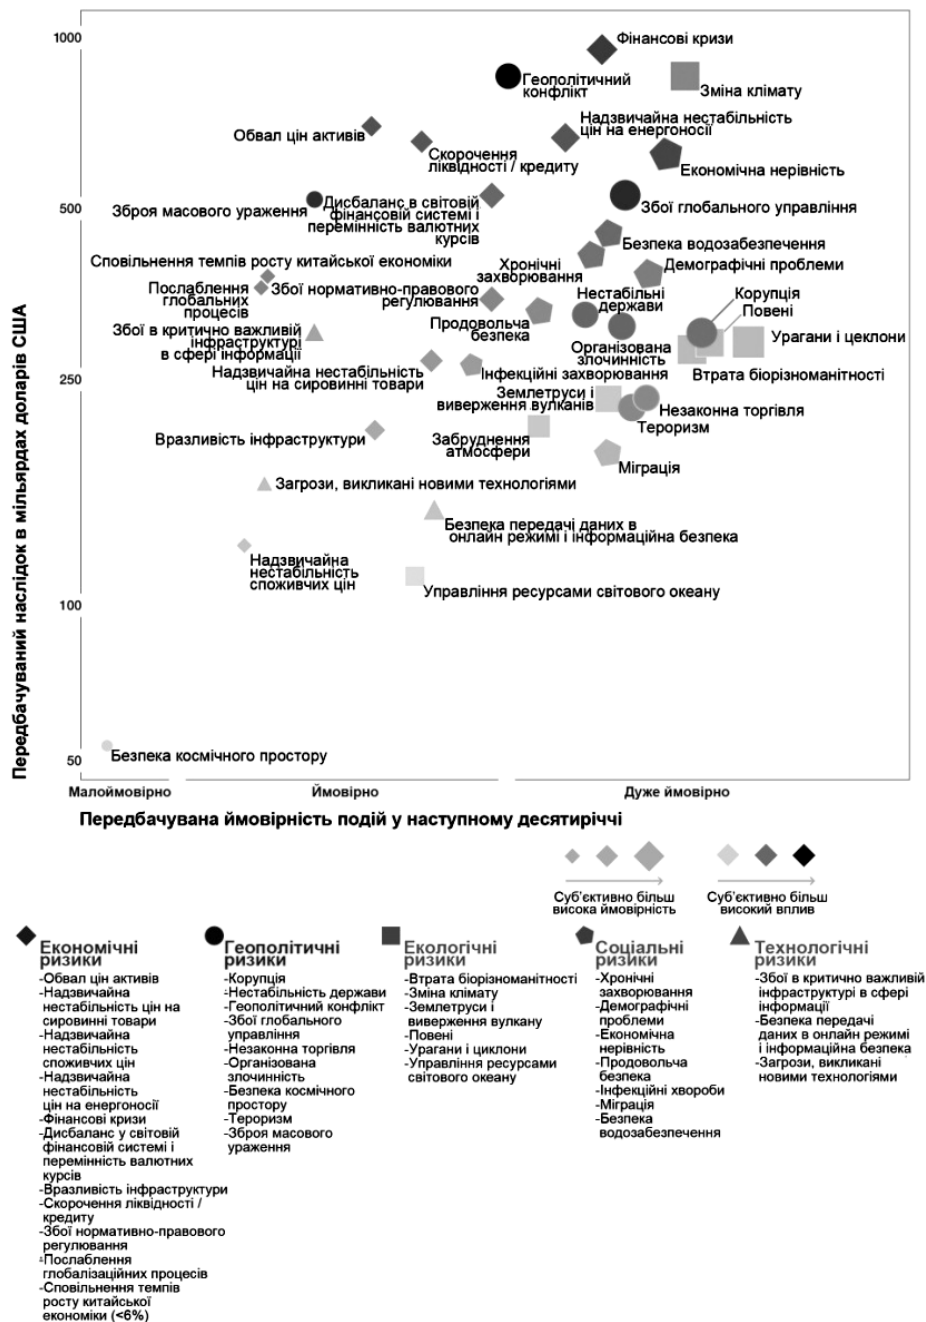 1000
Фінансові кризи
Геополітичний
конфлікт
Зміна клімату
Надзвичайна нестабільність
цін на енергоносії
Обвал цін активів
Скорочення
ліквідності / кредиту
Економічна нерівність
500
Зброя масового ураження
Дисбаланс в світовій
фінансовій системі і
перемінність валютних
курсів
Збої глобального управління
Безпека водозабезпечення
Хронічні
захворювання
Демографічні проблеми
Сповільнення темпів росту китайської економіки
Послаблення
глобальних
процесів
Збої нормативно-правового
регулювання
Нестабільні
держави
Корупція
Повені
Продовольча
безпека
Урагани і циклони
Збої в критично важливій
інфраструктурі
в сфері інформації
Організована
злочинність
Надзвичайна нестабільність
цін на сировинні товари
Інфекційні захворювання
Втрата біорізноманітності
250
Землетруси і
виверження вулканів
Незаконна торгівля
Тероризм
Вразливість інфраструктури
Забруднення
атмосфери
Міграція
Загрози, викликані новими технологіями
Безпека передачі даних в
онлайн режимі і інформаційна безпека
Надзвичайна
нестабільність
споживчих цін
Управління ресурсами світового океану
100
Безпека космічного простору
50
Передбачуваний наслідок в мільярдах доларів США
Малоймовірно
Ймовірно
Дуже ймовірно
Передбачувана ймовірність подій у наступному десятиріччі
Суб'єктивно більш
висока ймовірність
Суб'єктивно більш
високий вплив
Економічні
ризики
-Обвал цін активів
-Надзвичайна
нестабільність цін на
сировинні товари
-Надзвичайна
нестабільність
споживчих цін
-Надзвичайна
нестабільність
цін на енергоносії
-Фінансові кризи
-Дисбаланс у світовій
фінансовій системі і
перемінність валютних
курсів
-Вразливість інфраструктури
-Скорочення ліквідності /
кредиту
-Збої нормативно-правового
регулювання
-Послаблення
глобалізаційних процесів
-Сповільнення темпів
росту китайської
економіки (<6%)
Геополітичні
ризики
-Корупція
-Нестабільність держави
-Геополітичний конфлікт
-Збої глобального
управління
-Незаконна торгівля
-Організована
злочинність
-Безпека космічного
простору
-Тероризм
-Зброя масового
ураження
Екологічні
ризики
-Втрата біорізноманітності
-Зміна клімату
-Землетруси і
виверження вулкану
-Повені
-Урагани і циклони
-Управління ресурсами
світового океану
Соціальні
ризики
-Хронічні
захворювання
-Демографічні
проблеми
-Економічна
нерівність
-Продовольча
безпека
-Інфекційні хвороби
-Міграція
-Безпека
водозабезпечення
Технологічні
ризики
-Збої в критично важливій
інфраструктурі в сфері
інформації
-Безпека передачі
даних в онлайн режимі
і інформаційна безпека
-Загрози, викликані
новими технологіями